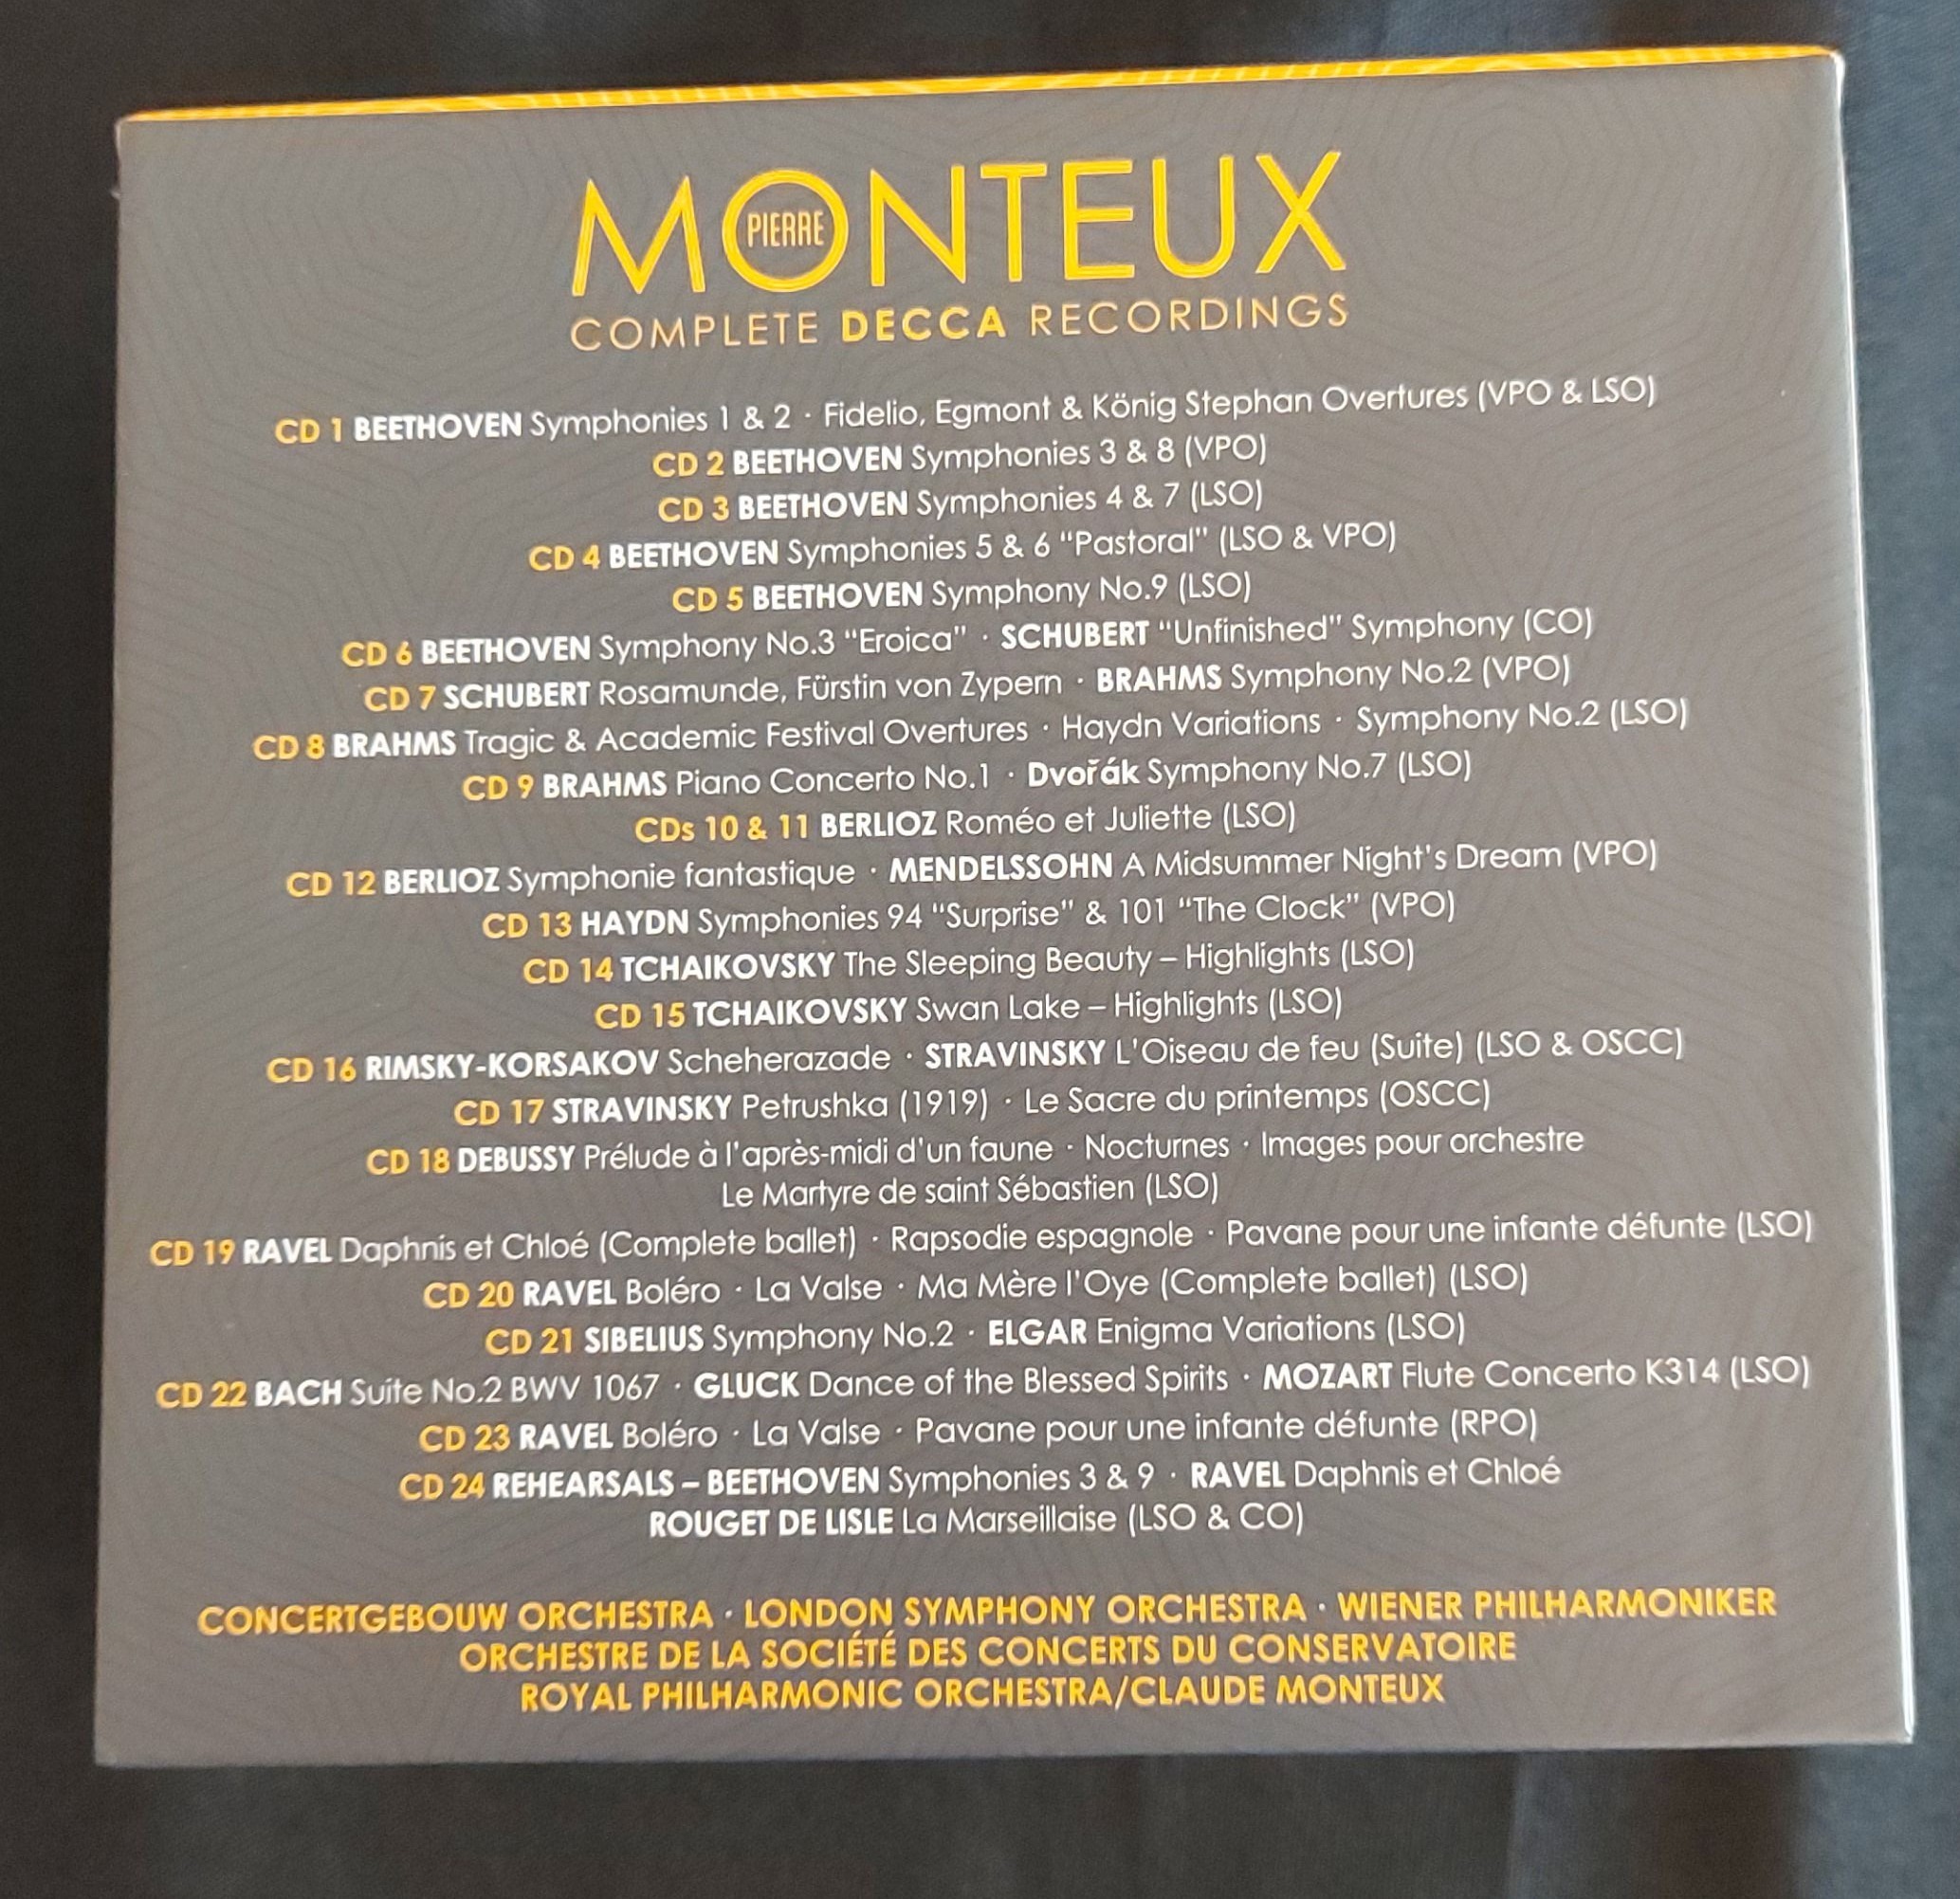 MONTEUX
PIERRE
COMPLETE DECCA RECORDINGS
CD 1 BEETHOVEN Symphonies 1 & 2 · Fidelio, Egmont & König Stephan Overtures (VPO & LSO)
CD 2 BEETHOVEN Symphonies 3 & 8 (VPO)
CD 3 BEETHOVEN Symphonies 4 & 7 (LSO)
CD 4 BEETHOVEN Symphonies 5 & 6 "Pastoral" (LSO & VPO)
CD 5 BEETHOVEN Symphony No.9 (LSO)
CD 6 BEETHOVEN Symphony No.3 "Eroica" · SCHUBERT "Unfinished" Symphony (CO)
CD 7 SCHUBERT Rosamunde, Fürstin von Zypern · BRAHMS Symphony No.2 (VPO)
CD 8 BRAHMS Tragic & Academic Festival Overtures · Haydn Variations · Symphony No.2 (LSO)
CD 9 BRAHMS Piano Concerto No.1 · Dvořák Symphony No.7 (LSO)
CDs 10 & 11 BERLIOZ Roméo et Juliette (LSO)
CD 12 BERLIOZ Symphonie fantastique · MENDELSSOHN A Midsummer Night's Dream (VPO)
CD 13 HAYDN Symphonies 94 "Surprise" & 101 "The Clock" (VPO)
CD 14 TCHAIKOVSKY The Sleeping Beauty – Highlights (LSO)
CD 15 TCHAIKOVSKY Swan Lake – Highlights (LSO)
CD 16 RIMSKY-KORSAKOV Scheherazade · STRAVINSKY L'Oiseau de feu (Suite) (LSO & OSCC)
CD 17 STRAVINSKY Petrushka (1919) · Le Sacre du printemps (OSCC)
CD 18 DEBUSSY Prélude à l'après-midi d'un faune · Nocturnes · Images pour orchestre
Le Martyre de saint Sébastien (LSO)
CD 19 RAVEL Daphnis et Chloé (Complete ballet) · Rapsodie espagnole · Pavane pour une infante défunte (LSO)
CD 20 RAVEL Boléro · La Valse · Ma Mère l'Oye (Complete ballet) (LSO)
CD 21 SIBELIUS Symphony No.2 · ELGAR Enigma Variations (LSO)
CD 22 BACH Suite No.2 BWV 1067 · GLUCK Dance of the Blessed Spirits · MOZART Flute Concerto K314 (LSO)
CD 23 RAVEL Boléro · La Valse · Pavane pour une infante défunte (RPO)
CD 24 REHEARSALS – BEETHOVEN Symphonies 3 & 9 · RAVEL Daphnis et Chloé
ROUGET DE LISLE La Marseillaise (LSO & CO)
CONCERTGEBOUW ORCHESTRA · LONDON SYMPHONY ORCHESTRA · WIENER PHILHARMONIKER
ORCHESTRE DE LA SOCIÉTÉ DES CONCERTS DU CONSERVATOIRE
ROYAL PHILHARMONIC ORCHESTRA/CLAUDE MONTEUX